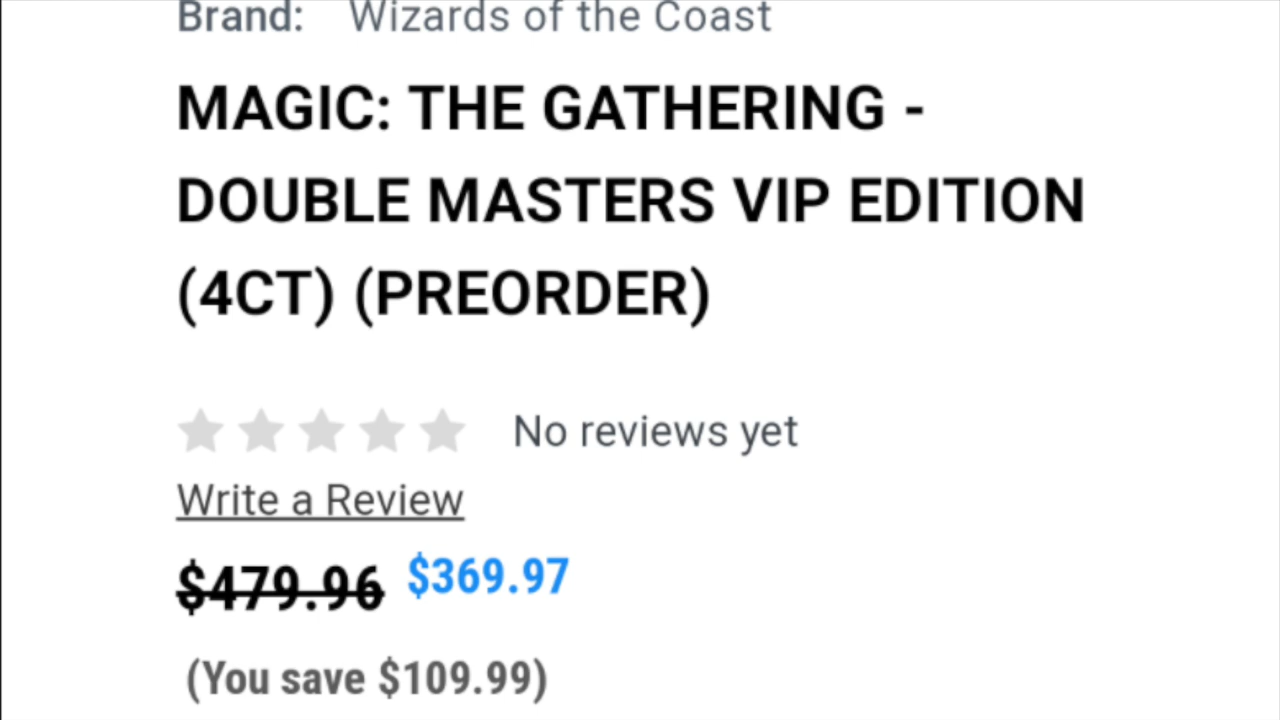 Brand: Wizards of the Coast
MAGIC: THE GATHERING -
DOUBLE MASTERS VIP EDITION
(4CT) (PREORDER)
No reviews yet
Write a Review
$479.96 $369.97
(You save $109.99)